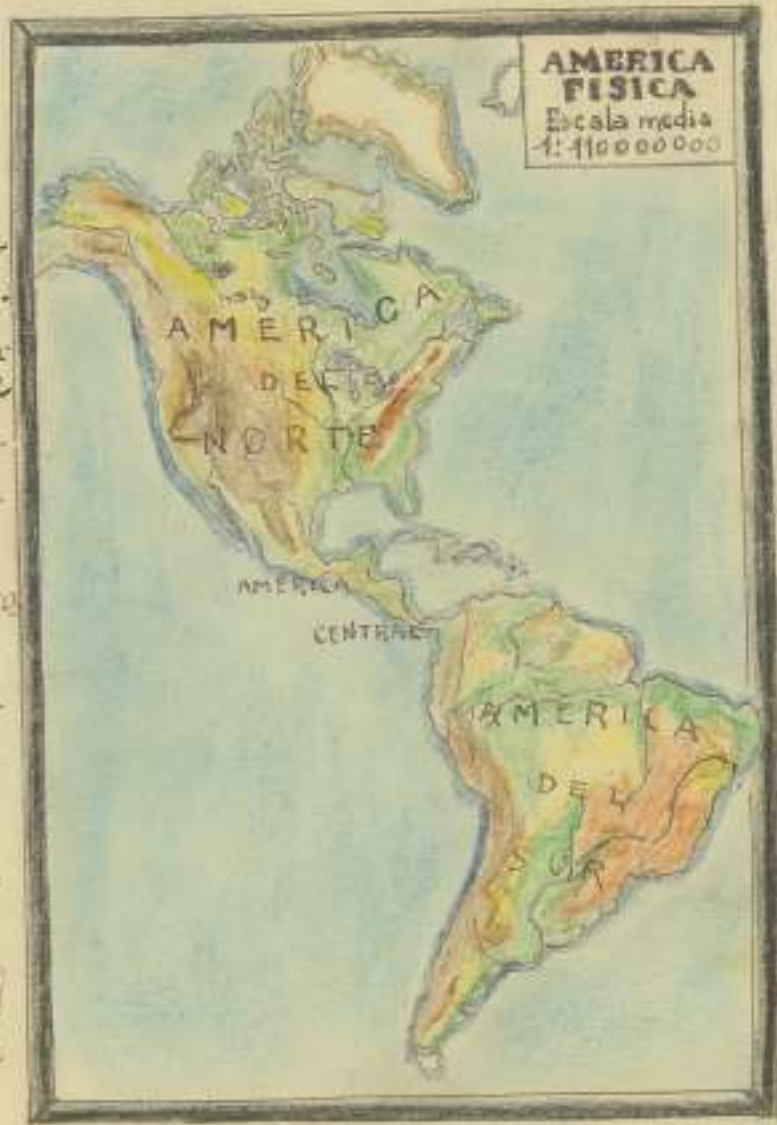 AMERICA
FISICA
Escala media
1:110000000
AMERICA
DEL
NORTE
AMERICA
CENTRAL
AMERICA
DEL
SUR